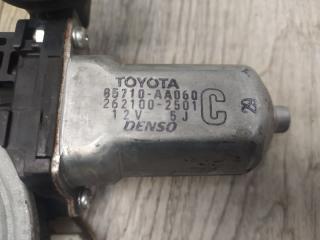 TOYOTA
85710-AA060
262100-2501
12V 5J
DENSO
C